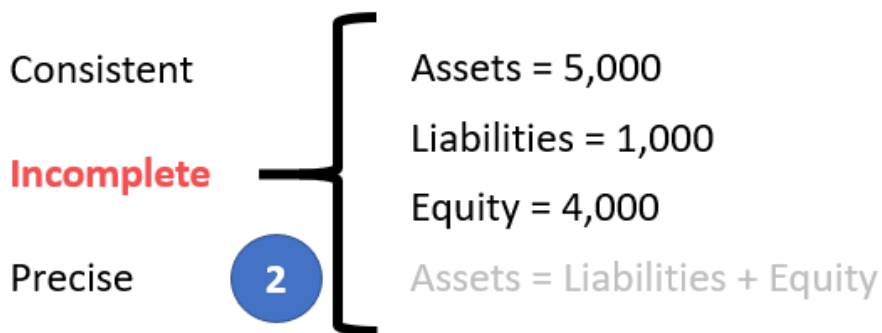 Consistent
Incomplete
Precise
2
Assets = 5,000
Liabilities = 1,000
Equity = 4,000
Assets = Liabilities + Equity